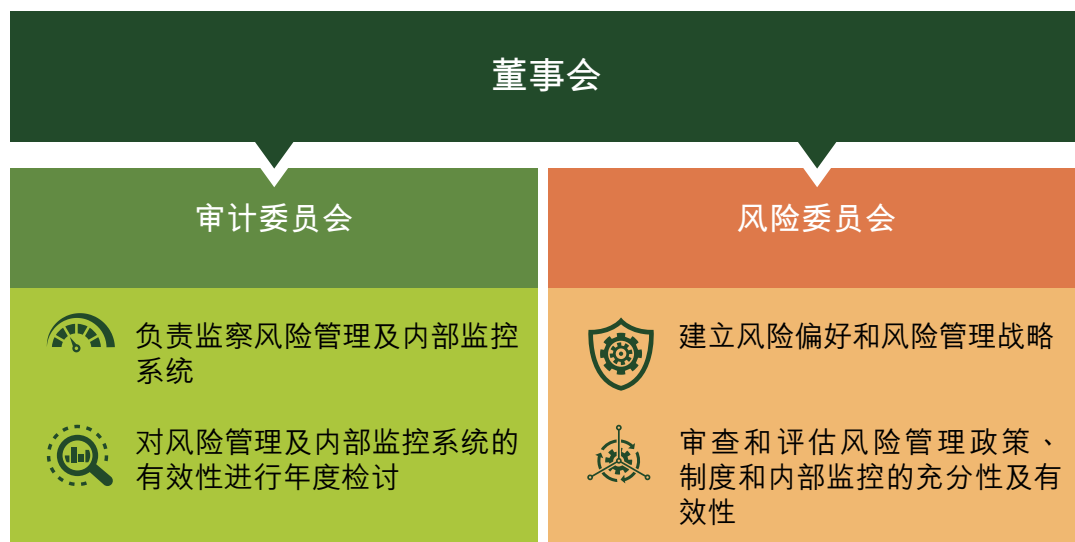 董事会
审计委员会
负责监察风险管理及内部监控
系统
对风险管理及内部监控系统的
有效性进行年度检讨
风险委员会
建立风险偏好和风险管理战略
审查和评估风险管理政策、
制度和内部监控的充分性及有
效性